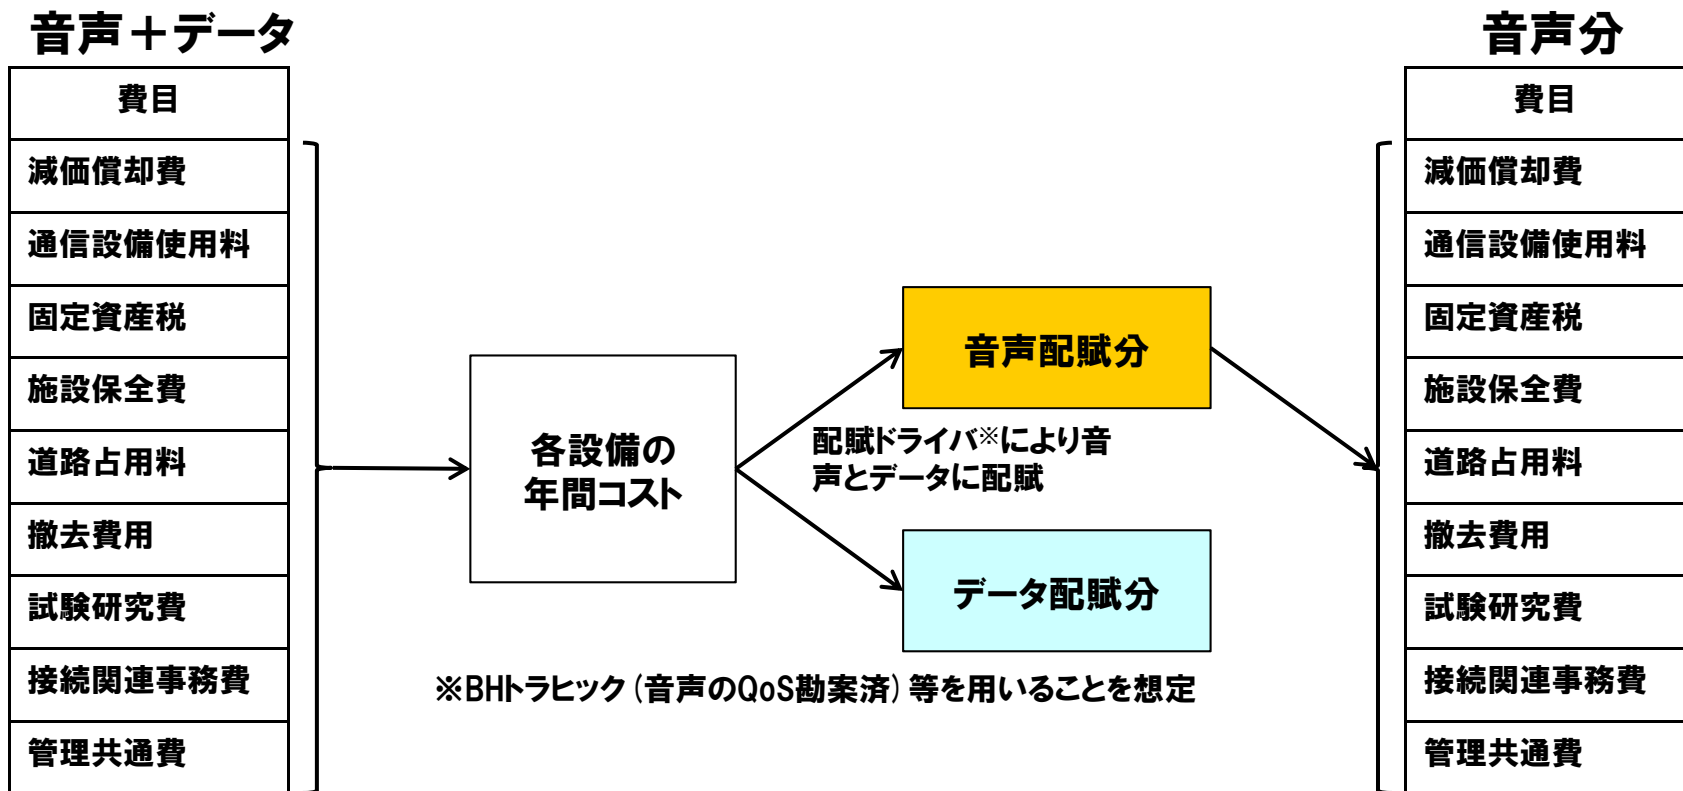 音声＋データ
費目
減価償却費
通信設備使用料
固定資産税
施設保全費
道路占用料
撤去費用
試験研究費
接続関連事務費
管理共通費
各設備の
年間コスト
音声配賦分
配賦ドライバ※により音
声とデータに配賦
データ配賦分
※BHトラヒック（音声のQoS勘案済）等を用いることを想定
音声分
費目
減価償却費
通信設備使用料
固定資産税
施設保全費
道路占用料
撤去費用
試験研究費
接続関連事務費
管理共通費